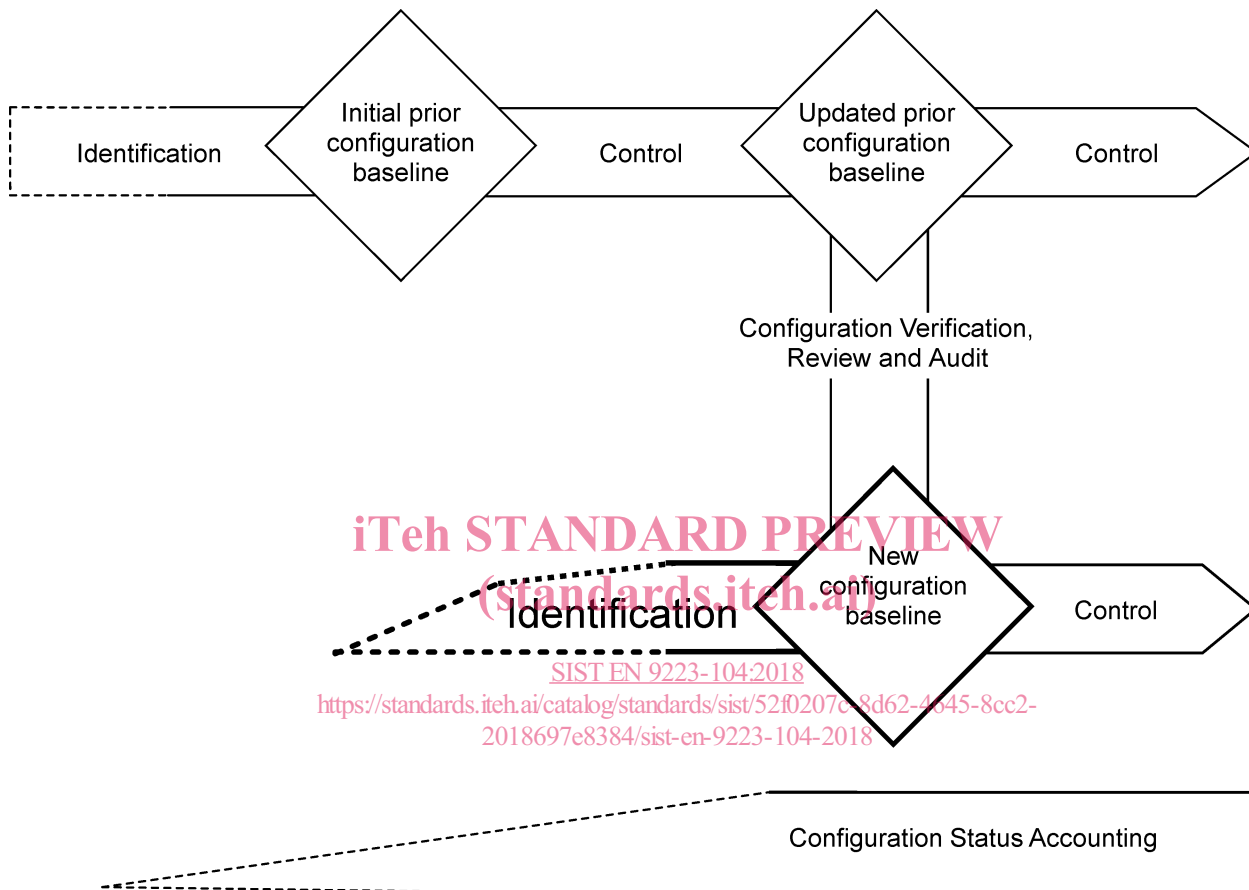 Identification
Initial prior
configuration
baseline
Control
Updated prior
configuration
baseline
Control
Configuration Verification,
Review and Audit
iTeh STANDARD PREVIEW
(standards.iteh.ai)
New
configuration
baseline
Identification
Control
SIST EN 9223-104:2018
https://standards.iteh.ai/catalog/standards/sist/52f0207c-8d62-4645-8cc2-
2018697e8384/sist-en-9223-104-2018
Configuration Status Accounting